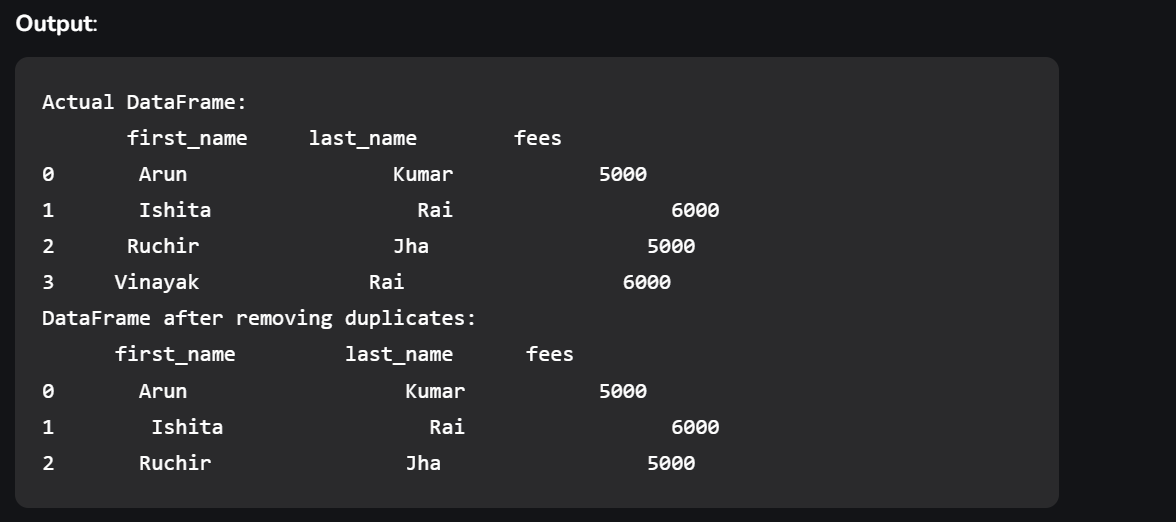 Output:
Actual DataFrame:
first_name last_name fees
0 Arun Kumar 5000
1 Ishita Rai 6000
2 Ruchir Jha 5000
3 Vinayak Rai 6000
DataFrame after removing duplicates:
first_name last_name fees
0 Arun Kumar 5000
1 Ishita Rai 6000
2 Ruchir Jha 5000